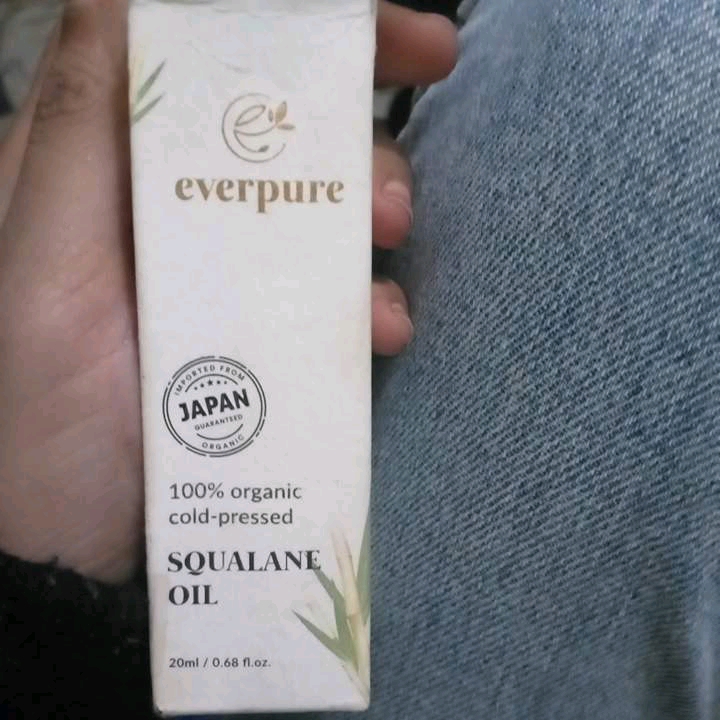 everpure
IMPORTED FROM
JAPAN
GUARANTEED
ORGANIC
100% organic
cold-pressed
SQUALANE
OIL
20ml / 0.68 fl.oz.